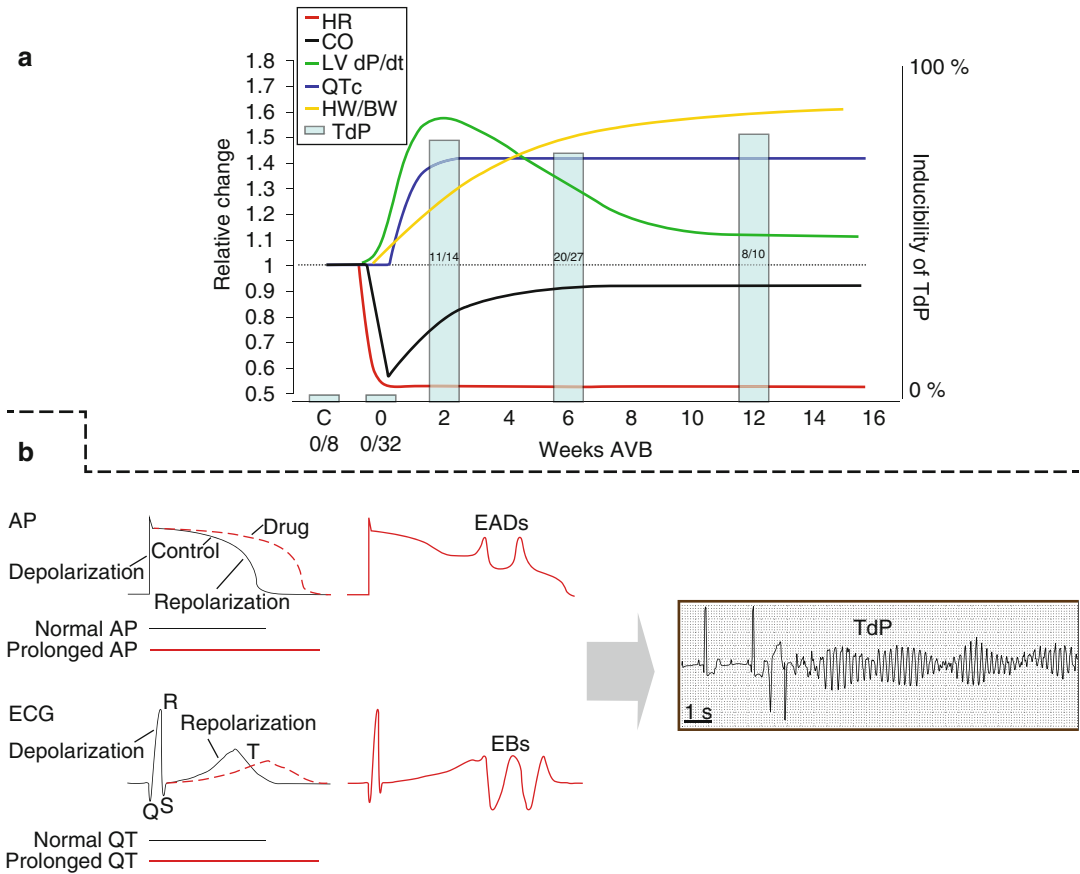 a
HR
CO
LV dP/dt
QTc
HW/BW
TdP
1.8
1.7
1.6
1.5
1.4
1.3
1.2
1.1
1
0.9
0.8
0.7
0.6
0.5
Relative change
100 %
0 %
Inducibility of TdP
11/14
20/27
8/10
C 0 2 4 6 8 10 12 14 16
0/8 0/32
Weeks AVB
b
AP
Drug
Control
Depolarization
Repolarization
Normal AP
Prolonged AP
EADs
ECG
R
Repolarization
Depolarization
T
Q S
Normal QT
Prolonged QT
EBs
TdP
1 s